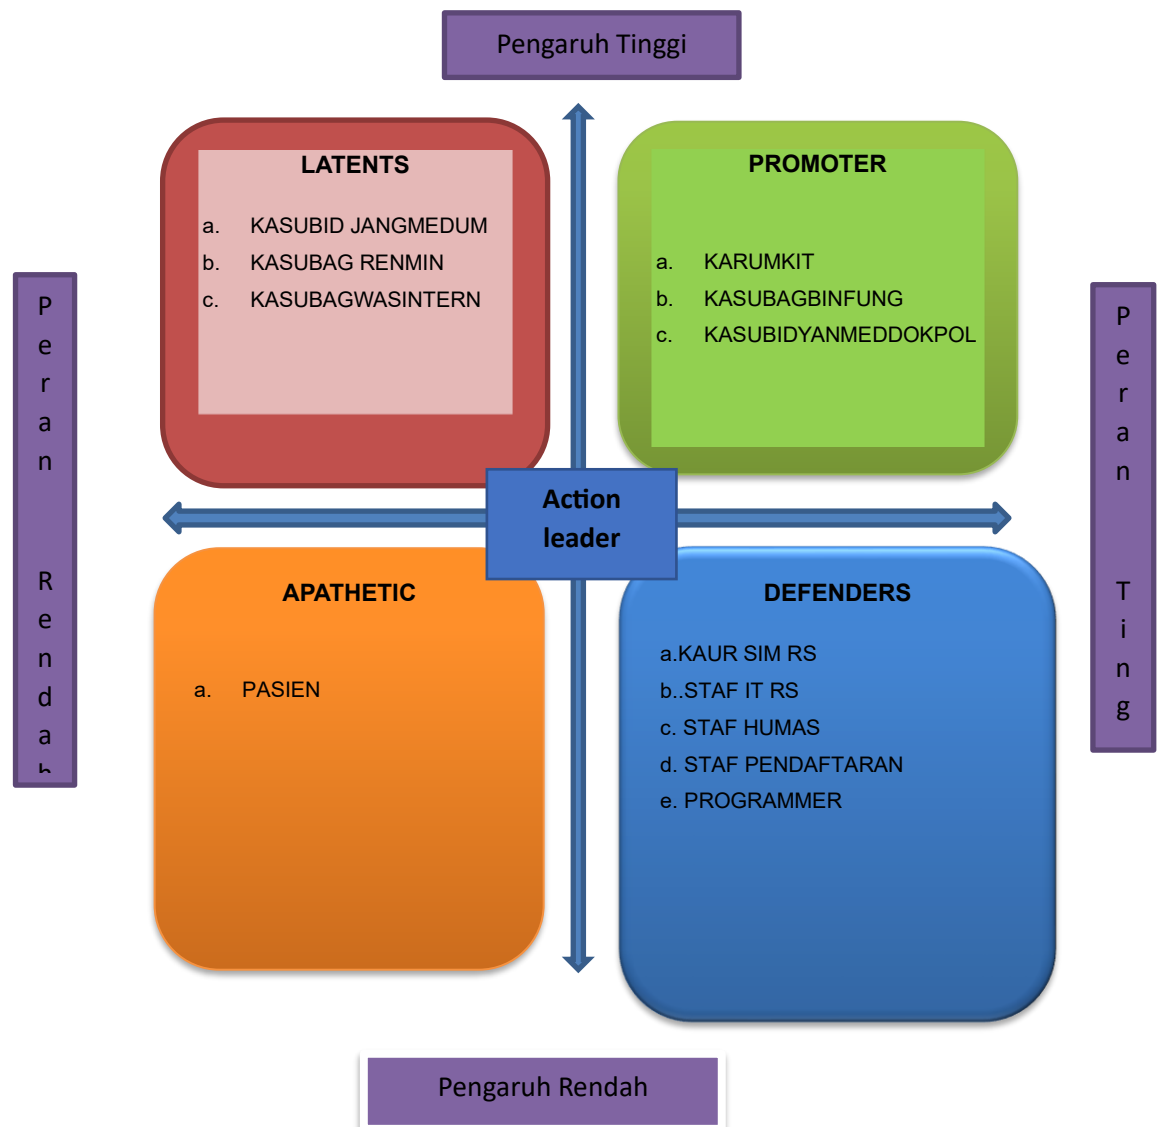 Pengaruh Tinggi
LATENTS
a. KASUBID JANGMEDUM
b. KASUBAG RENMIN
c. KASUBAGWASINTERN
PROMOTER
a. KARUMKIT
b. KASUBAGBINFUNG
c. KASUBIDYANMEDDOKPOL
Peran Rendah
Peran Ting
Action
leader
APATHETIC
a. PASIEN
DEFENDERS
a.KAUR SIM RS
b..STAF IT RS
c. STAF HUMAS
d. STAF PENDAFTARAN
e. PROGRAMMER
Pengaruh Rendah